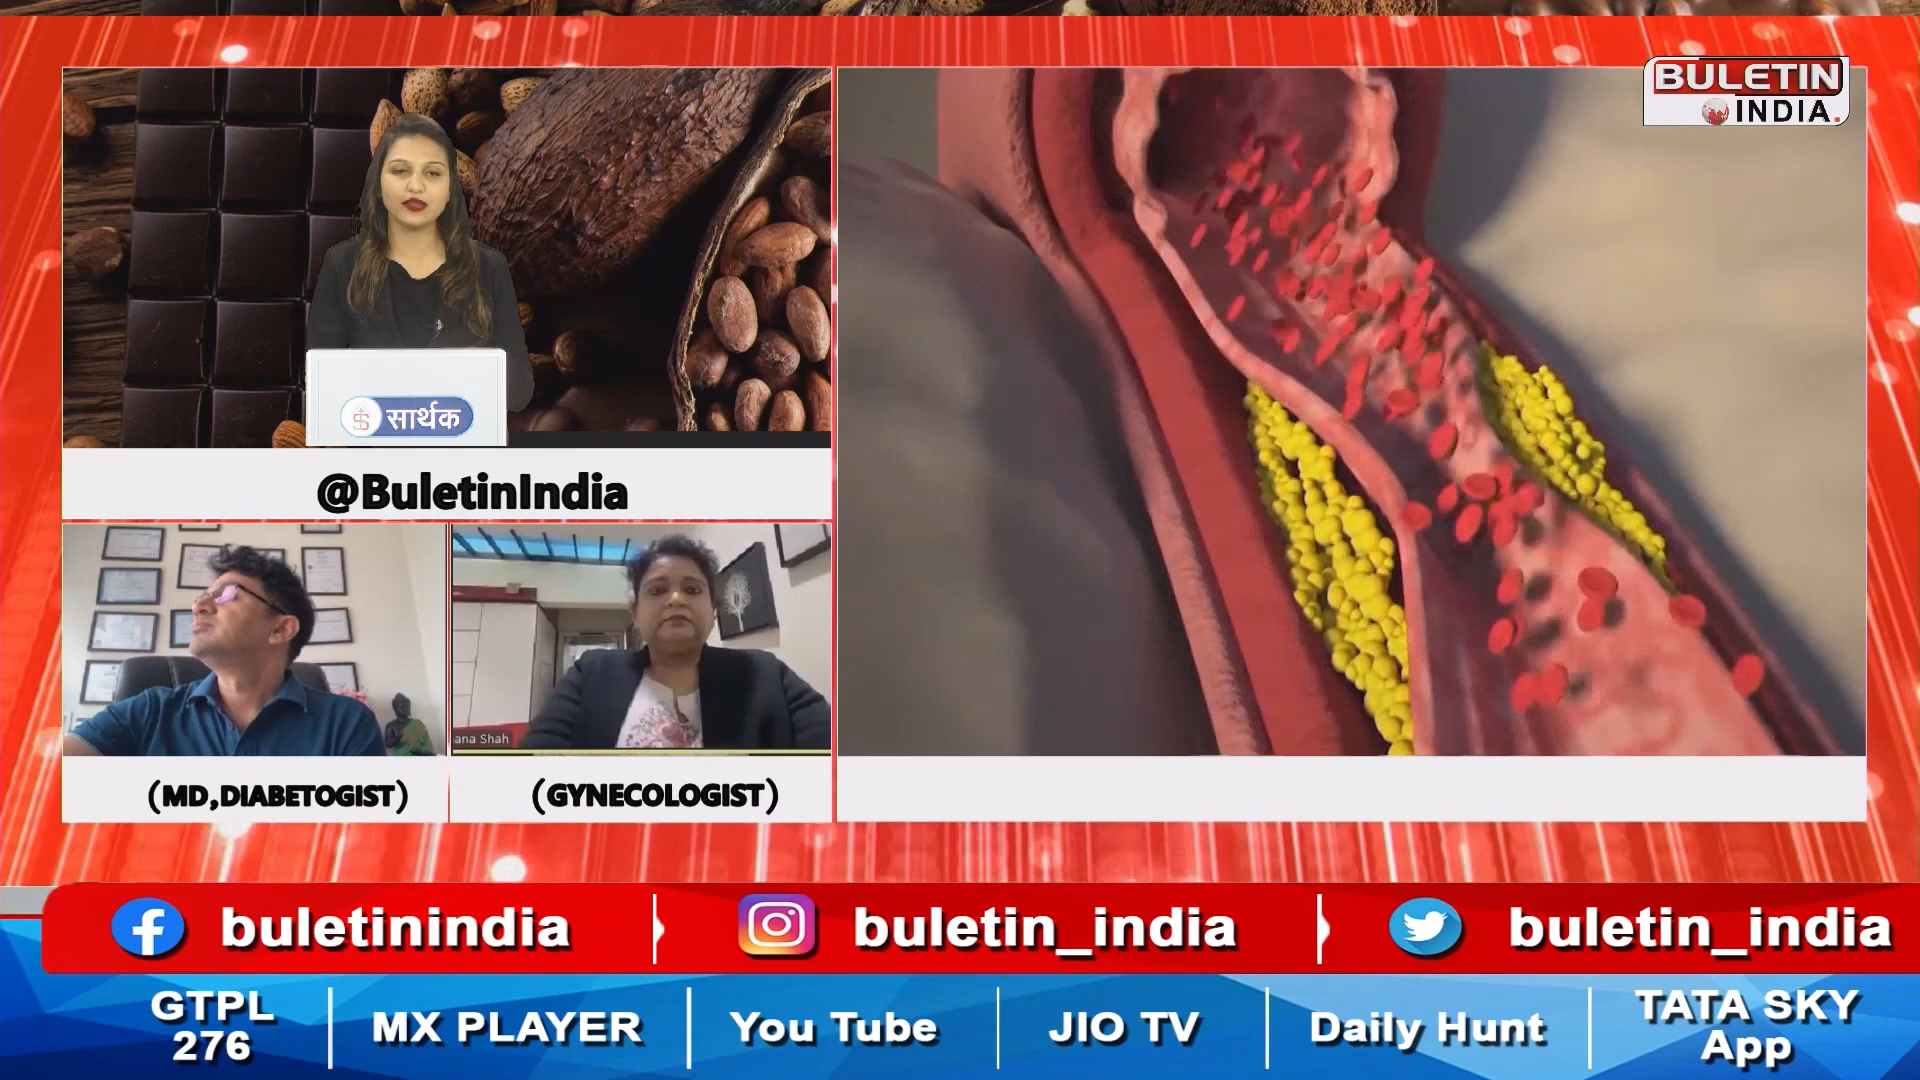 BULETIN
INDIA.
सार्थक
@BuletinIndia
ana Shah
(MD,DIABETOGIST)
(GYNECOLOGIST)
buletinindia
buletin_india
buletin_india
GTPL
276
MX PLAYER
You Tube
JIO TV
Daily Hunt
TATA SKY
App